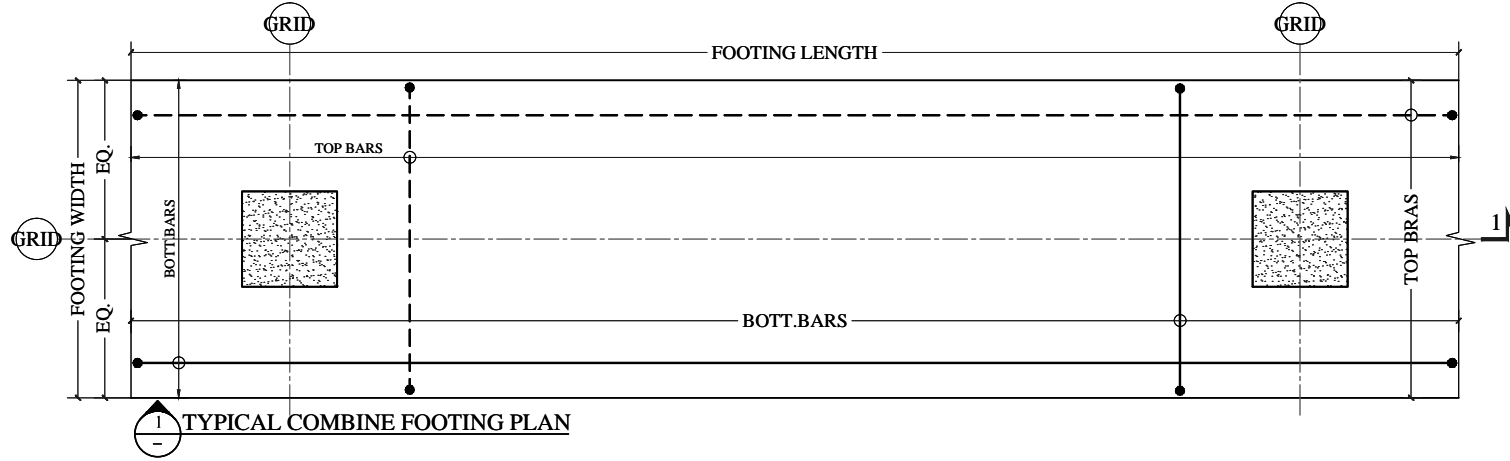 GRID
GRID
FOOTING LENGTH
TOP BARS
EQ.
FOOTING WIDTH
BOTT.BARS
GRID
TOP BRAS
1
EQ.
BOTT.BARS
1
-
TYPICAL COMBINE FOOTING PLAN